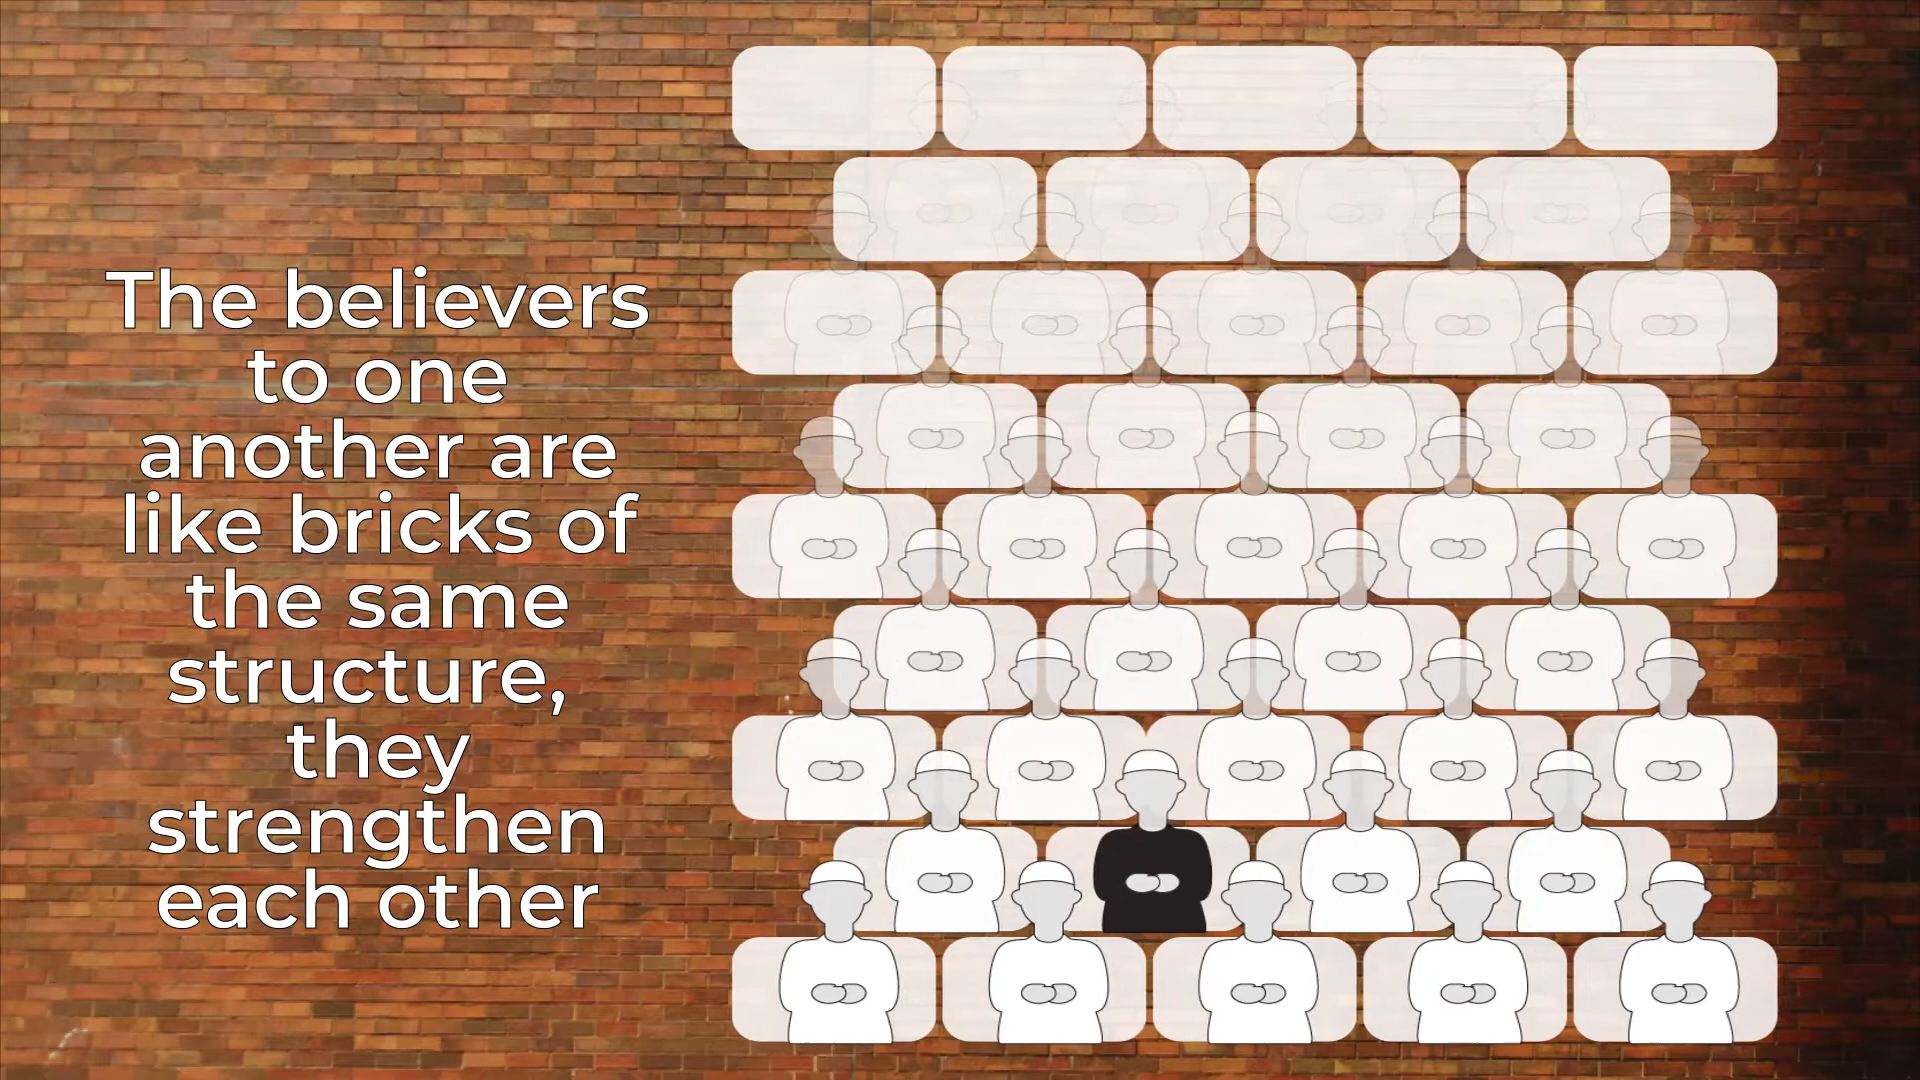 The believers
to one
another are
like bricks of
the same
structure,
they
strengthen
each other